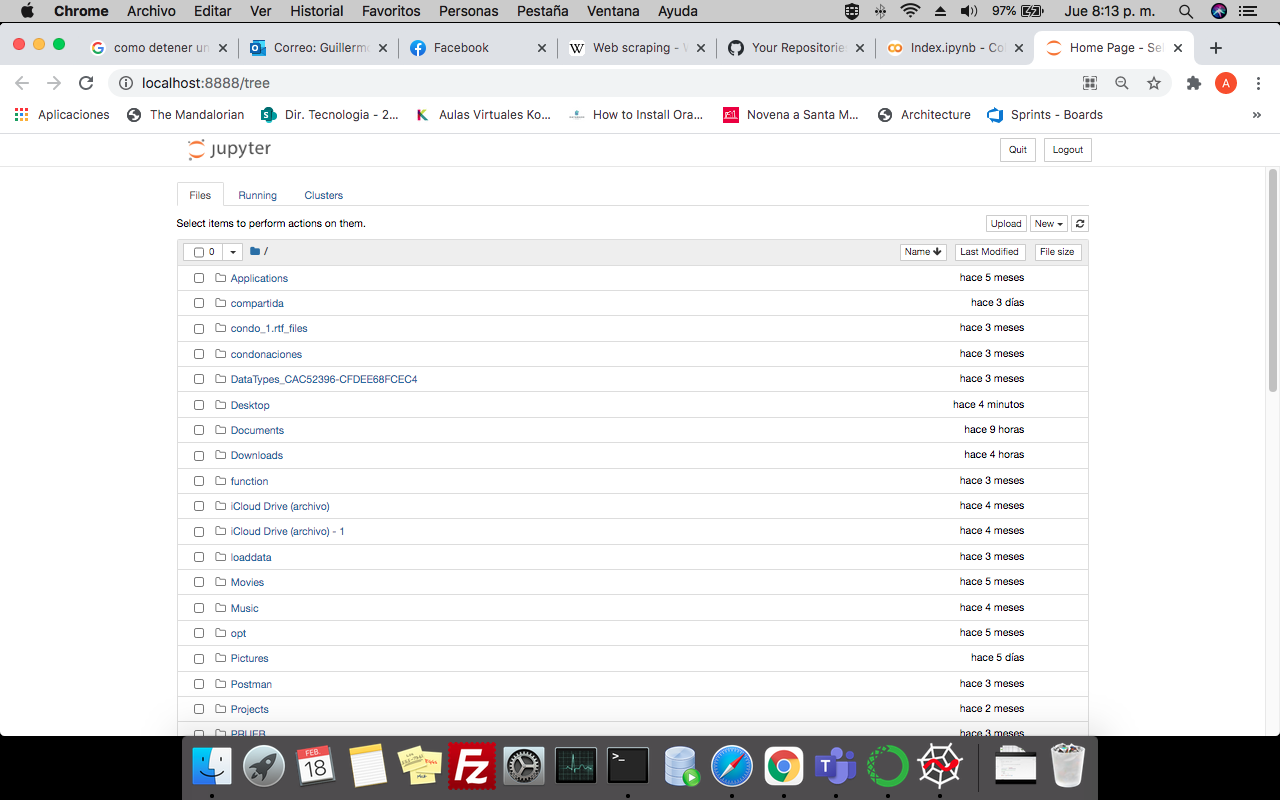 Chrome Archivo Editar Ver Historial Favoritos Personas Pestaña Ventana Ayuda 97% Jue 8:13 p. m.
como detener un Correo: Guillermo Facebook Web scraping - W Your Repositories Index.ipynb - Co Home Page - Sel
localhost:8888/tree A
Aplicaciones The Mandalorian Dir. Tecnologia - 2... Aulas Virtuales Ko... How to Install Ora... Novena a Santa M... Architecture Sprints - Boards »
jupyter Quit Logout
Files Running Clusters
Select items to perform actions on them. Upload New
0 / Name Last Modified File size
Applications hace 5 meses
compartida hace 3 días
condo_1.rtf_files hace 3 meses
condonaciones hace 3 meses
DataTypes_CAC52396-CFDEE68FCEC4 hace 3 meses
Desktop hace 4 minutos
Documents hace 9 horas
Downloads hace 4 horas
function hace 3 meses
iCloud Drive (archivo) hace 4 meses
iCloud Drive (archivo) - 1 hace 4 meses
loaddata hace 3 meses
Movies hace 5 meses
Music hace 4 meses
opt hace 5 meses
Pictures hace 5 días
Postman hace 3 meses
Projects hace 2 meses
PRUEB hace 3 meses
FEB. 18